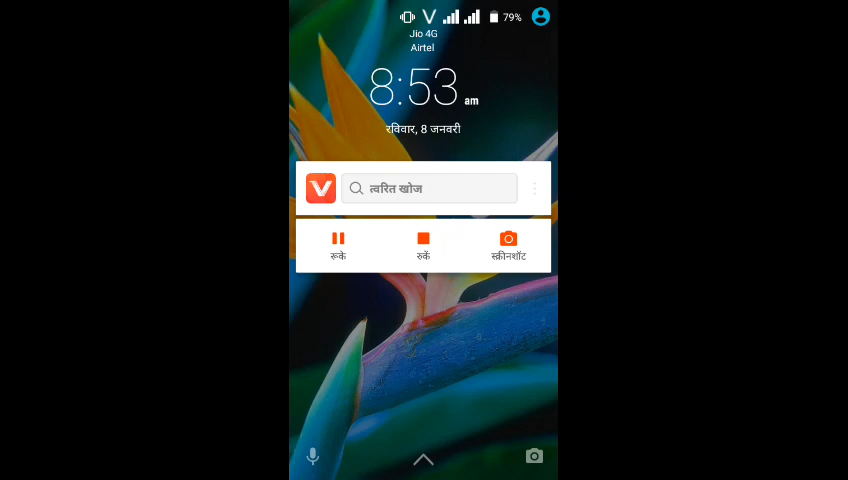 79%
Jio 4G
Airtel
8:53 am
रविवार, 8 जनवरी
त्वरित खोज
रूके
रुकें
स्क्रीनशॉट